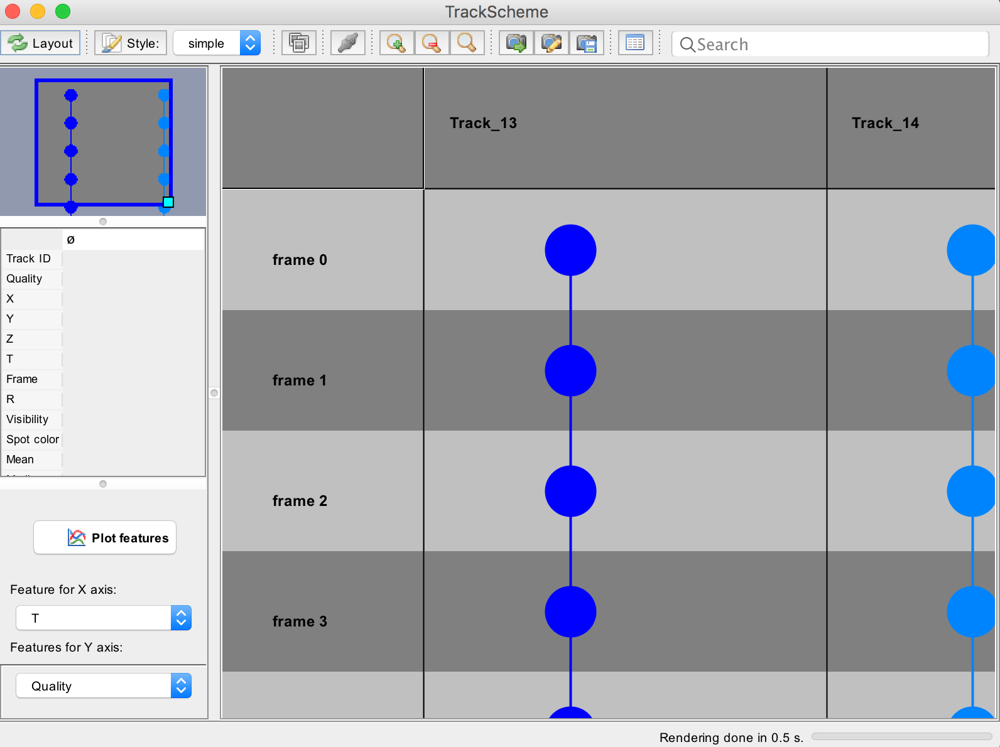 TrackScheme
Layout
Style:
simple
Search
Track_13
Track_14
ø
Track ID
Quality
X
Y
Z
T
Frame
R
Visibility
Spot color
Mean
frame 0
frame 1
frame 2
frame 3
Plot features
Feature for X axis:
T
Features for Y axis:
Quality
Rendering done in 0.5 s.